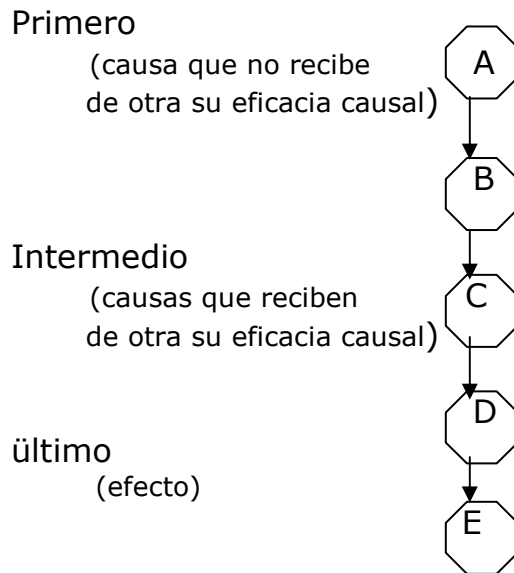 Primero
(causa que no recibe
A
de otra su eficacia causal)
B
Intermedio
(causas que reciben
C
de otra su eficacia causal)
D
ültimo
(efecto)
E